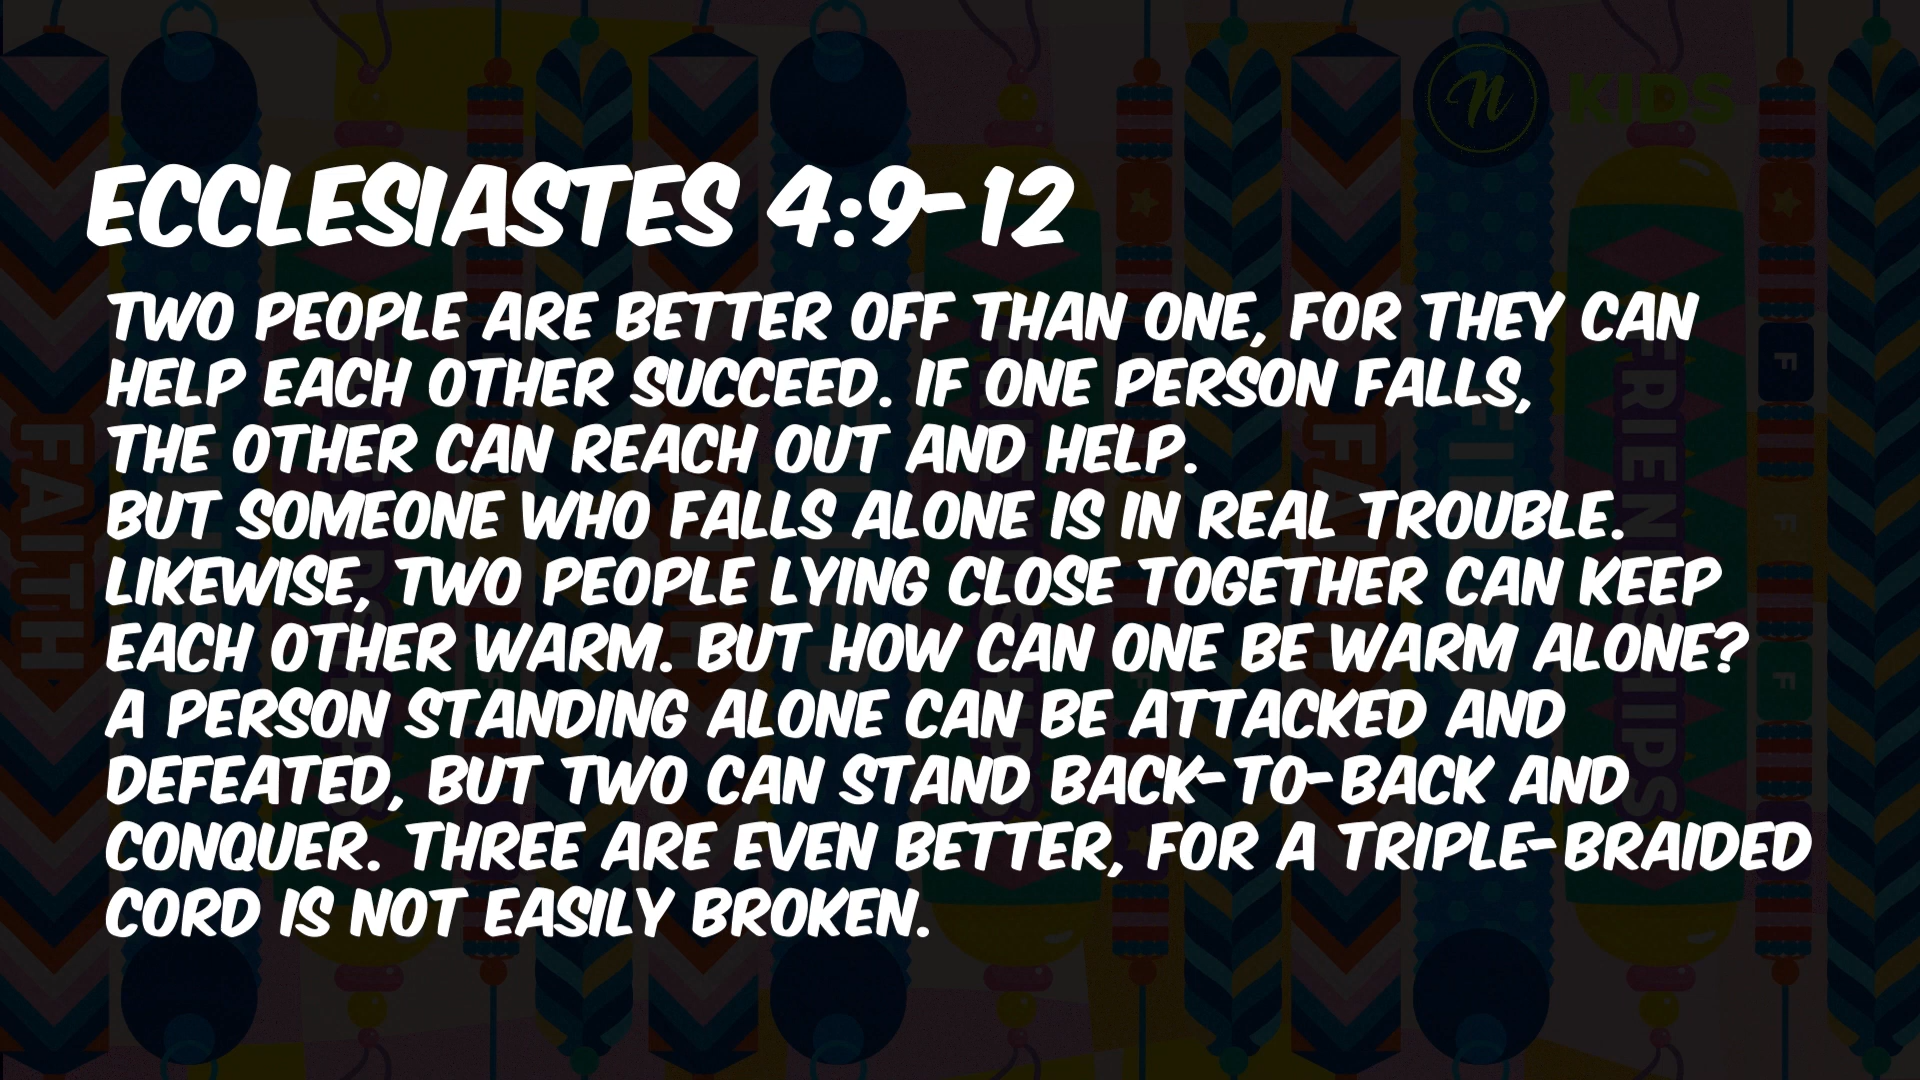 n KIDS
ECCLESIASTES 4:9-12
TWO PEOPLE ARE BETTER OFF THAN ONE, FOR THEY CAN
HELP EACH OTHER SUCCEED. IF ONE PERSON FALLS,
THE OTHER CAN REACH OUT AND HELP.
BUT SOMEONE WHO FALLS ALONE IS IN REAL TROUBLE.
LIKEWISE, TWO PEOPLE LYING CLOSE TOGETHER CAN KEEP
EACH OTHER WARM. BUT HOW CAN ONE BE WARM ALONE?
A PERSON STANDING ALONE CAN BE ATTACKED AND
DEFEATED, BUT TWO CAN STAND BACK-TO-BACK AND
CONQUER. THREE ARE EVEN BETTER, FOR A TRIPLE-BRAIDED
CORD IS NOT EASILY BROKEN.
FAITH
FAITH
FRIENDSHIPS
F
F
F